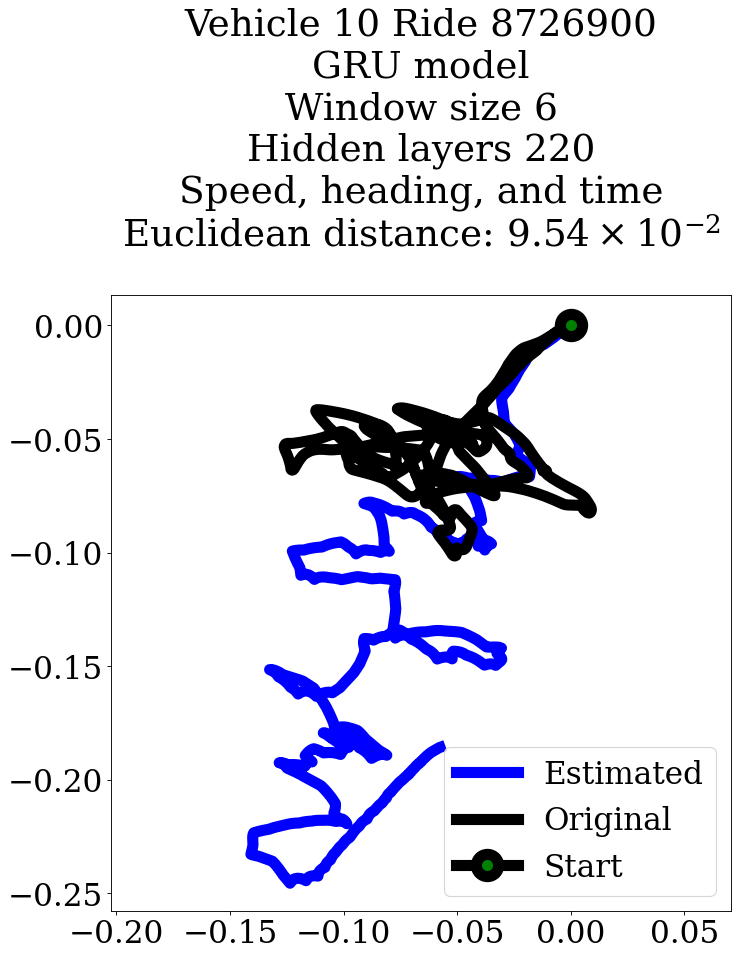 Vehicle 10 Ride 8726900
GRU model
Window size 6
Hidden layers 220
Speed, heading, and time
Euclidean distance: 9.54 × 10⁻²
0.00
−0.05
−0.10
−0.15
−0.20
−0.25
Estimated
Original
Start
−0.20 −0.15 −0.10 −0.05 0.00 0.05